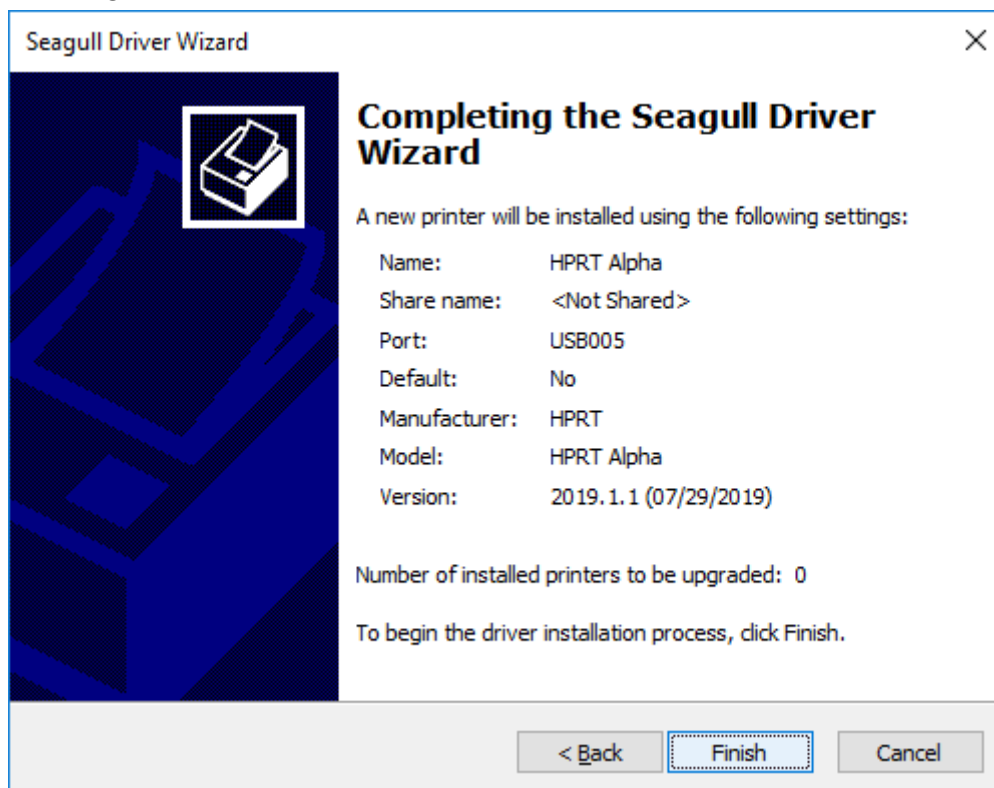 Seagull Driver Wizard
Completing the Seagull Driver
Wizard
A new printer will be installed using the following settings:
Name: HPRT Alpha
Share name: <Not Shared>
Port: USB005
Default: No
Manufacturer: HPRT
Model: HPRT Alpha
Version: 2019.1.1 (07/29/2019)
Number of installed printers to be upgraded: 0
To begin the driver installation process, click Finish.
< Back Finish Cancel